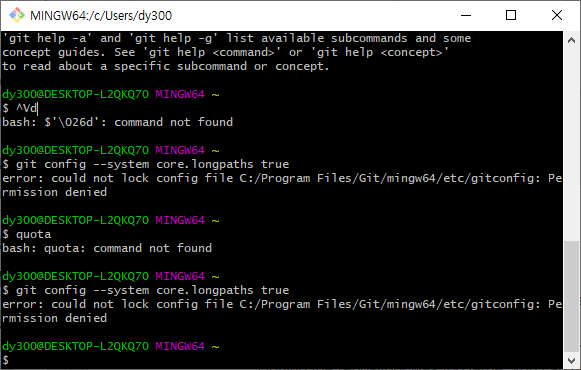 MINGW64:/c/Users/dy300
'git help -a' and 'git help -g' list available subcommands and some
concept guides. See 'git help <command>' or 'git help <concept>'
to read about a specific subcommand or concept.
dy300@DESKTOP-L2QKQ70 MINGW64 ~
$ ^Vd
bash: $'\026d': command not found
dy300@DESKTOP-L2QKQ70 MINGW64 ~
$ git config --system core.longpaths true
error: could not lock config file C:/Program Files/Git/mingw64/etc/gitconfig: Pe
rmission denied
dy300@DESKTOP-L2QKQ70 MINGW64 ~
$ quota
bash: quota: command not found
dy300@DESKTOP-L2QKQ70 MINGW64 ~
$ git config --system core.longpaths true
error: could not lock config file C:/Program Files/Git/mingw64/etc/gitconfig: Pe
rmission denied
dy300@DESKTOP-L2QKQ70 MINGW64 ~
$